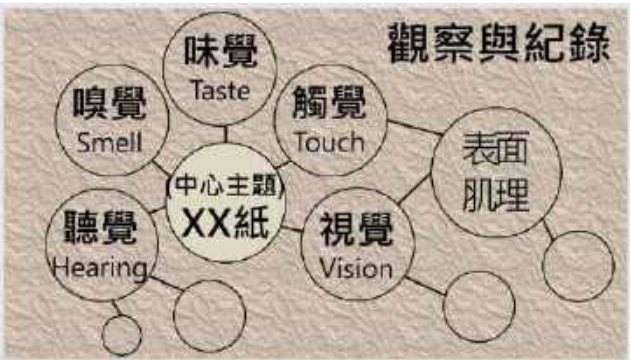 觀察與紀錄
味覺
Taste
嗅覺
Smell
觸覺
Touch
表面
肌理
(中心主題)
XX紙
聽覺
Hearing
視覺
Vision